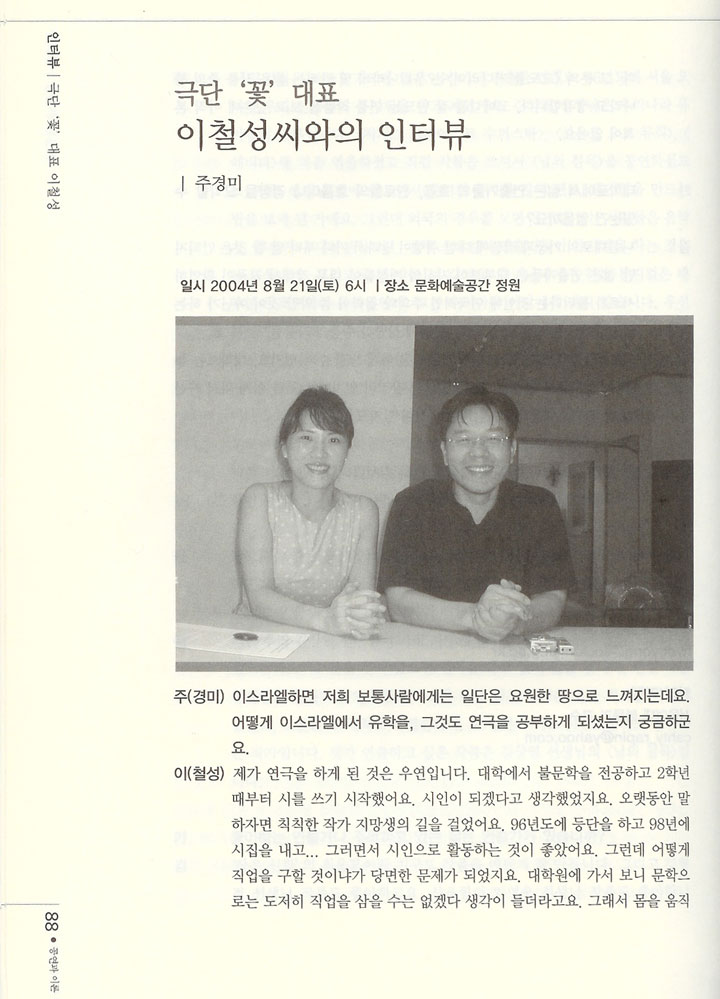 인터뷰 | 극단 ‘꽃’ 대표 이철성
극단 ‘꽃’ 대표
이철성씨와의 인터뷰
| 주경미
일시 2004년 8월 21일(토) 6시 | 장소 문화예술공간 정원
주(경미) 이스라엘하면 저희 보통사람에게는 일단은 요원한 땅으로 느껴지는데요.
어떻게 이스라엘에서 유학을, 그것도 연극을 공부하게 되셨는지 궁금하군
요.
이(철성) 제가 연극을 하게 된 것은 우연입니다. 대학에서 불문학을 전공하고 2학년
때부터 시를 쓰기 시작했어요. 시인이 되겠다고 생각했었지요. 오랫동안 말
하자면 칙칙한 작가 지망생의 길을 걸었어요. 96년도에 등단을 하고 98년에
시집을 내고... 그러면서 시인으로 활동하는 것이 좋았어요. 그런데 어떻게
직업을 구할 것이냐가 당면한 문제가 되었지요. 대학원에 가서 보니 문학으
로는 도저히 직업을 삼을 수는 없겠다 생각이 들더라고요. 그래서 몸을 움직
88 • 공연과 이론